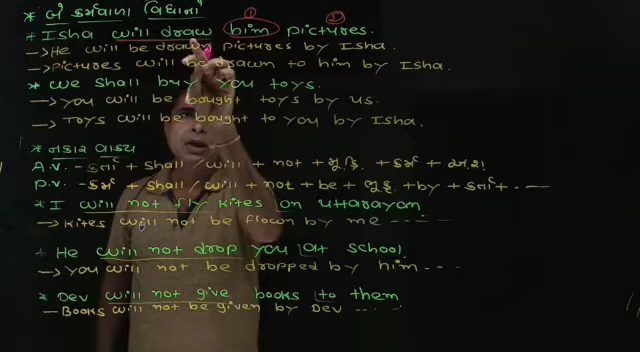 * બે કર્મવાળા વિધાનો
* Isha will draw him ① pictures ②.
→ He will be drawn pictures by Isha.
→ Pictures will be drawn to him by Isha.
* We shall buy you toys.
→ You will be bought toys by us.
→ Toys will be bought to you by Isha.
* નકાર વાક્ય
A.V. - કર્તા + shall / will + not + મૂ.ક્રિ + કર્મ + અન્ય
P.V. - કર્મ + shall / will + not + be + ભૂ.કૃ + by + કર્તા + . —
* I will not fly kites on uttarayan
→ Kites will not be flown by me - - - -
+ He will not drop you at school
→ You will not be dropped by him - - -
* Dev will not give books to them
- Books will not be given by Dev - - - -